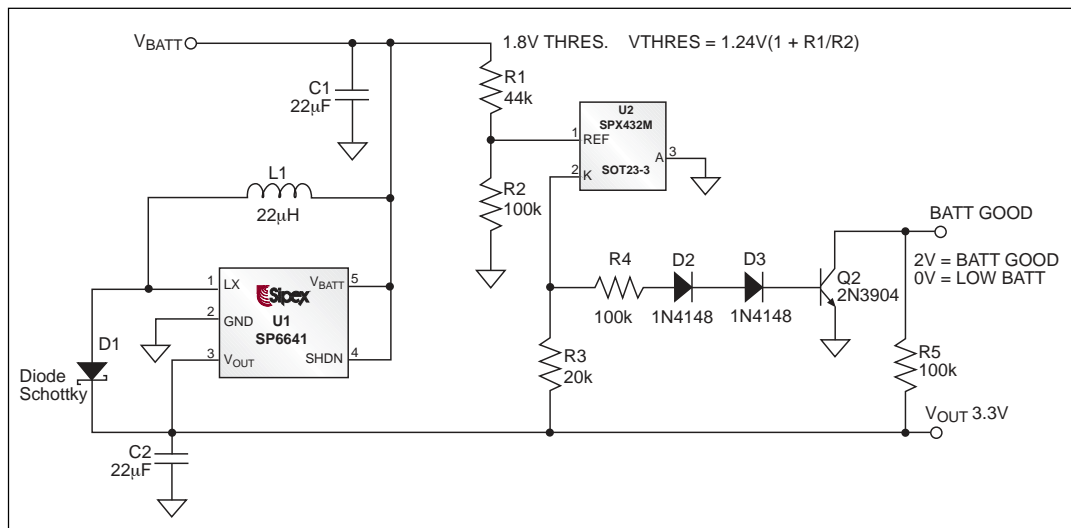 VBATT
1.8V THRES. VTHRES = 1.24V(1 + R1/R2)
C1
22μF
R1
44k
U2
SPX432M
1
REF
A
3
2
K
SOT23-3
L1
22μH
R2
100k
BATT GOOD
2V = BATT GOOD
0V = LOW BATT
R4
100k
D2
1N4148
D3
1N4148
Q2
2N3904
1
LX
VBATT
5
Sipex
2
GND
U1
SP6641
3
VOUT
SHDN
4
D1
Diode
Schottky
R3
20k
R5
100k
VOUT 3.3V
C2
22μF